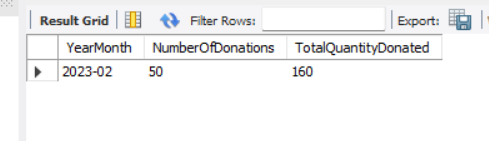 Result Grid Filter Rows: Export:
YearMonth NumberOfDonations TotalQuantityDonated
2023-02 50 160